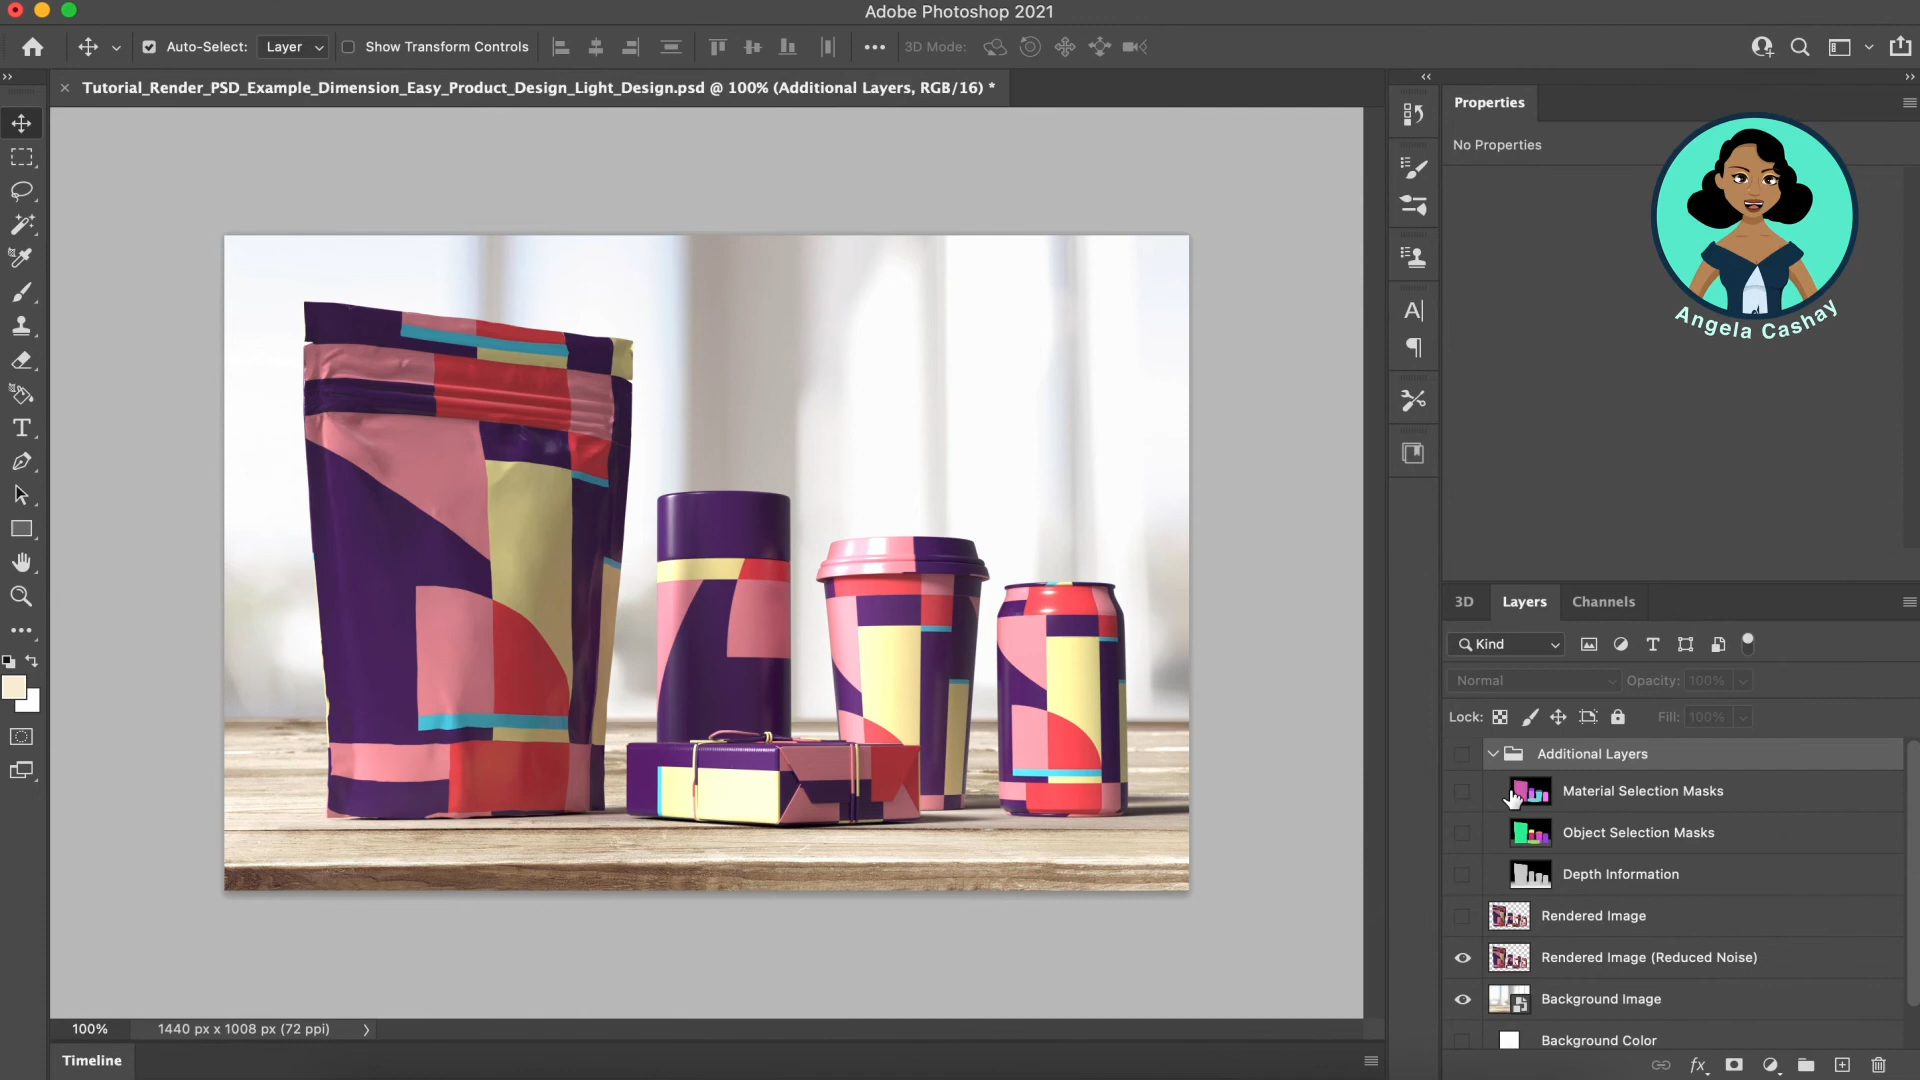 Adobe Photoshop 2021
Auto-Select: Layer Show Transform Controls 3D Mode:
Tutorial_Render_PSD_Example_Dimension_Easy_Product_Design_Light_Design.psd @ 100% (Additional Layers, RGB/16) *
Properties
No Properties
Angela Cashay
3D Layers Channels
Kind
Normal Opacity: 100%
Lock: Fill: 100%
Additional Layers
Material Selection Masks
Object Selection Masks
Depth Information
Rendered Image
Rendered Image (Reduced Noise)
Background Image
Background Color
100% 1440 px x 1008 px (72 ppi)
Timeline